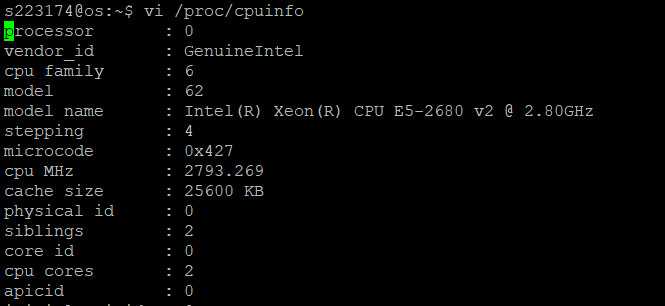 s223174@os:~$ vi /proc/cpuinfo
processor : 0
vendor_id : GenuineIntel
cpu family : 6
model : 62
model name : Intel(R) Xeon(R) CPU E5-2680 v2 @ 2.80GHz
stepping : 4
microcode : 0x427
cpu MHz : 2793.269
cache size : 25600 KB
physical id : 0
siblings : 2
core id : 0
cpu cores : 2
apicid : 0